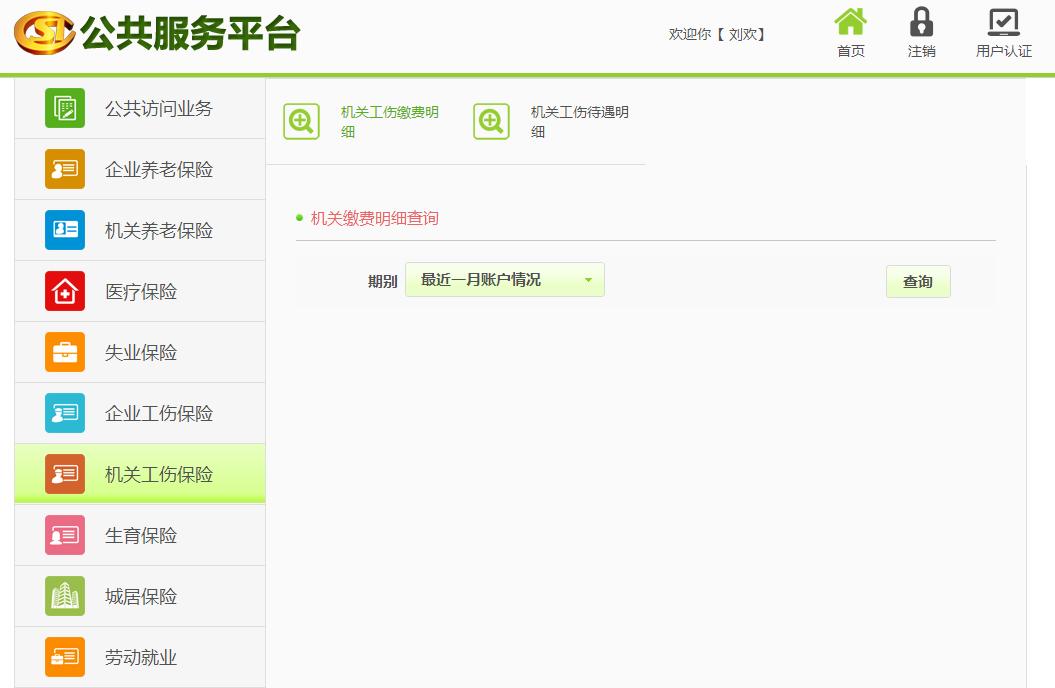 公共服务平台
欢迎你【 刘欢】
首页
注销
用户认证
公共访问业务
企业养老保险
机关养老保险
医疗保险
失业保险
企业工伤保险
机关工伤保险
生育保险
城居保险
劳动就业
机关工伤缴费明
细
机关工伤待遇明
细
机关缴费明细查询
期别
最近一月账户情况
查询